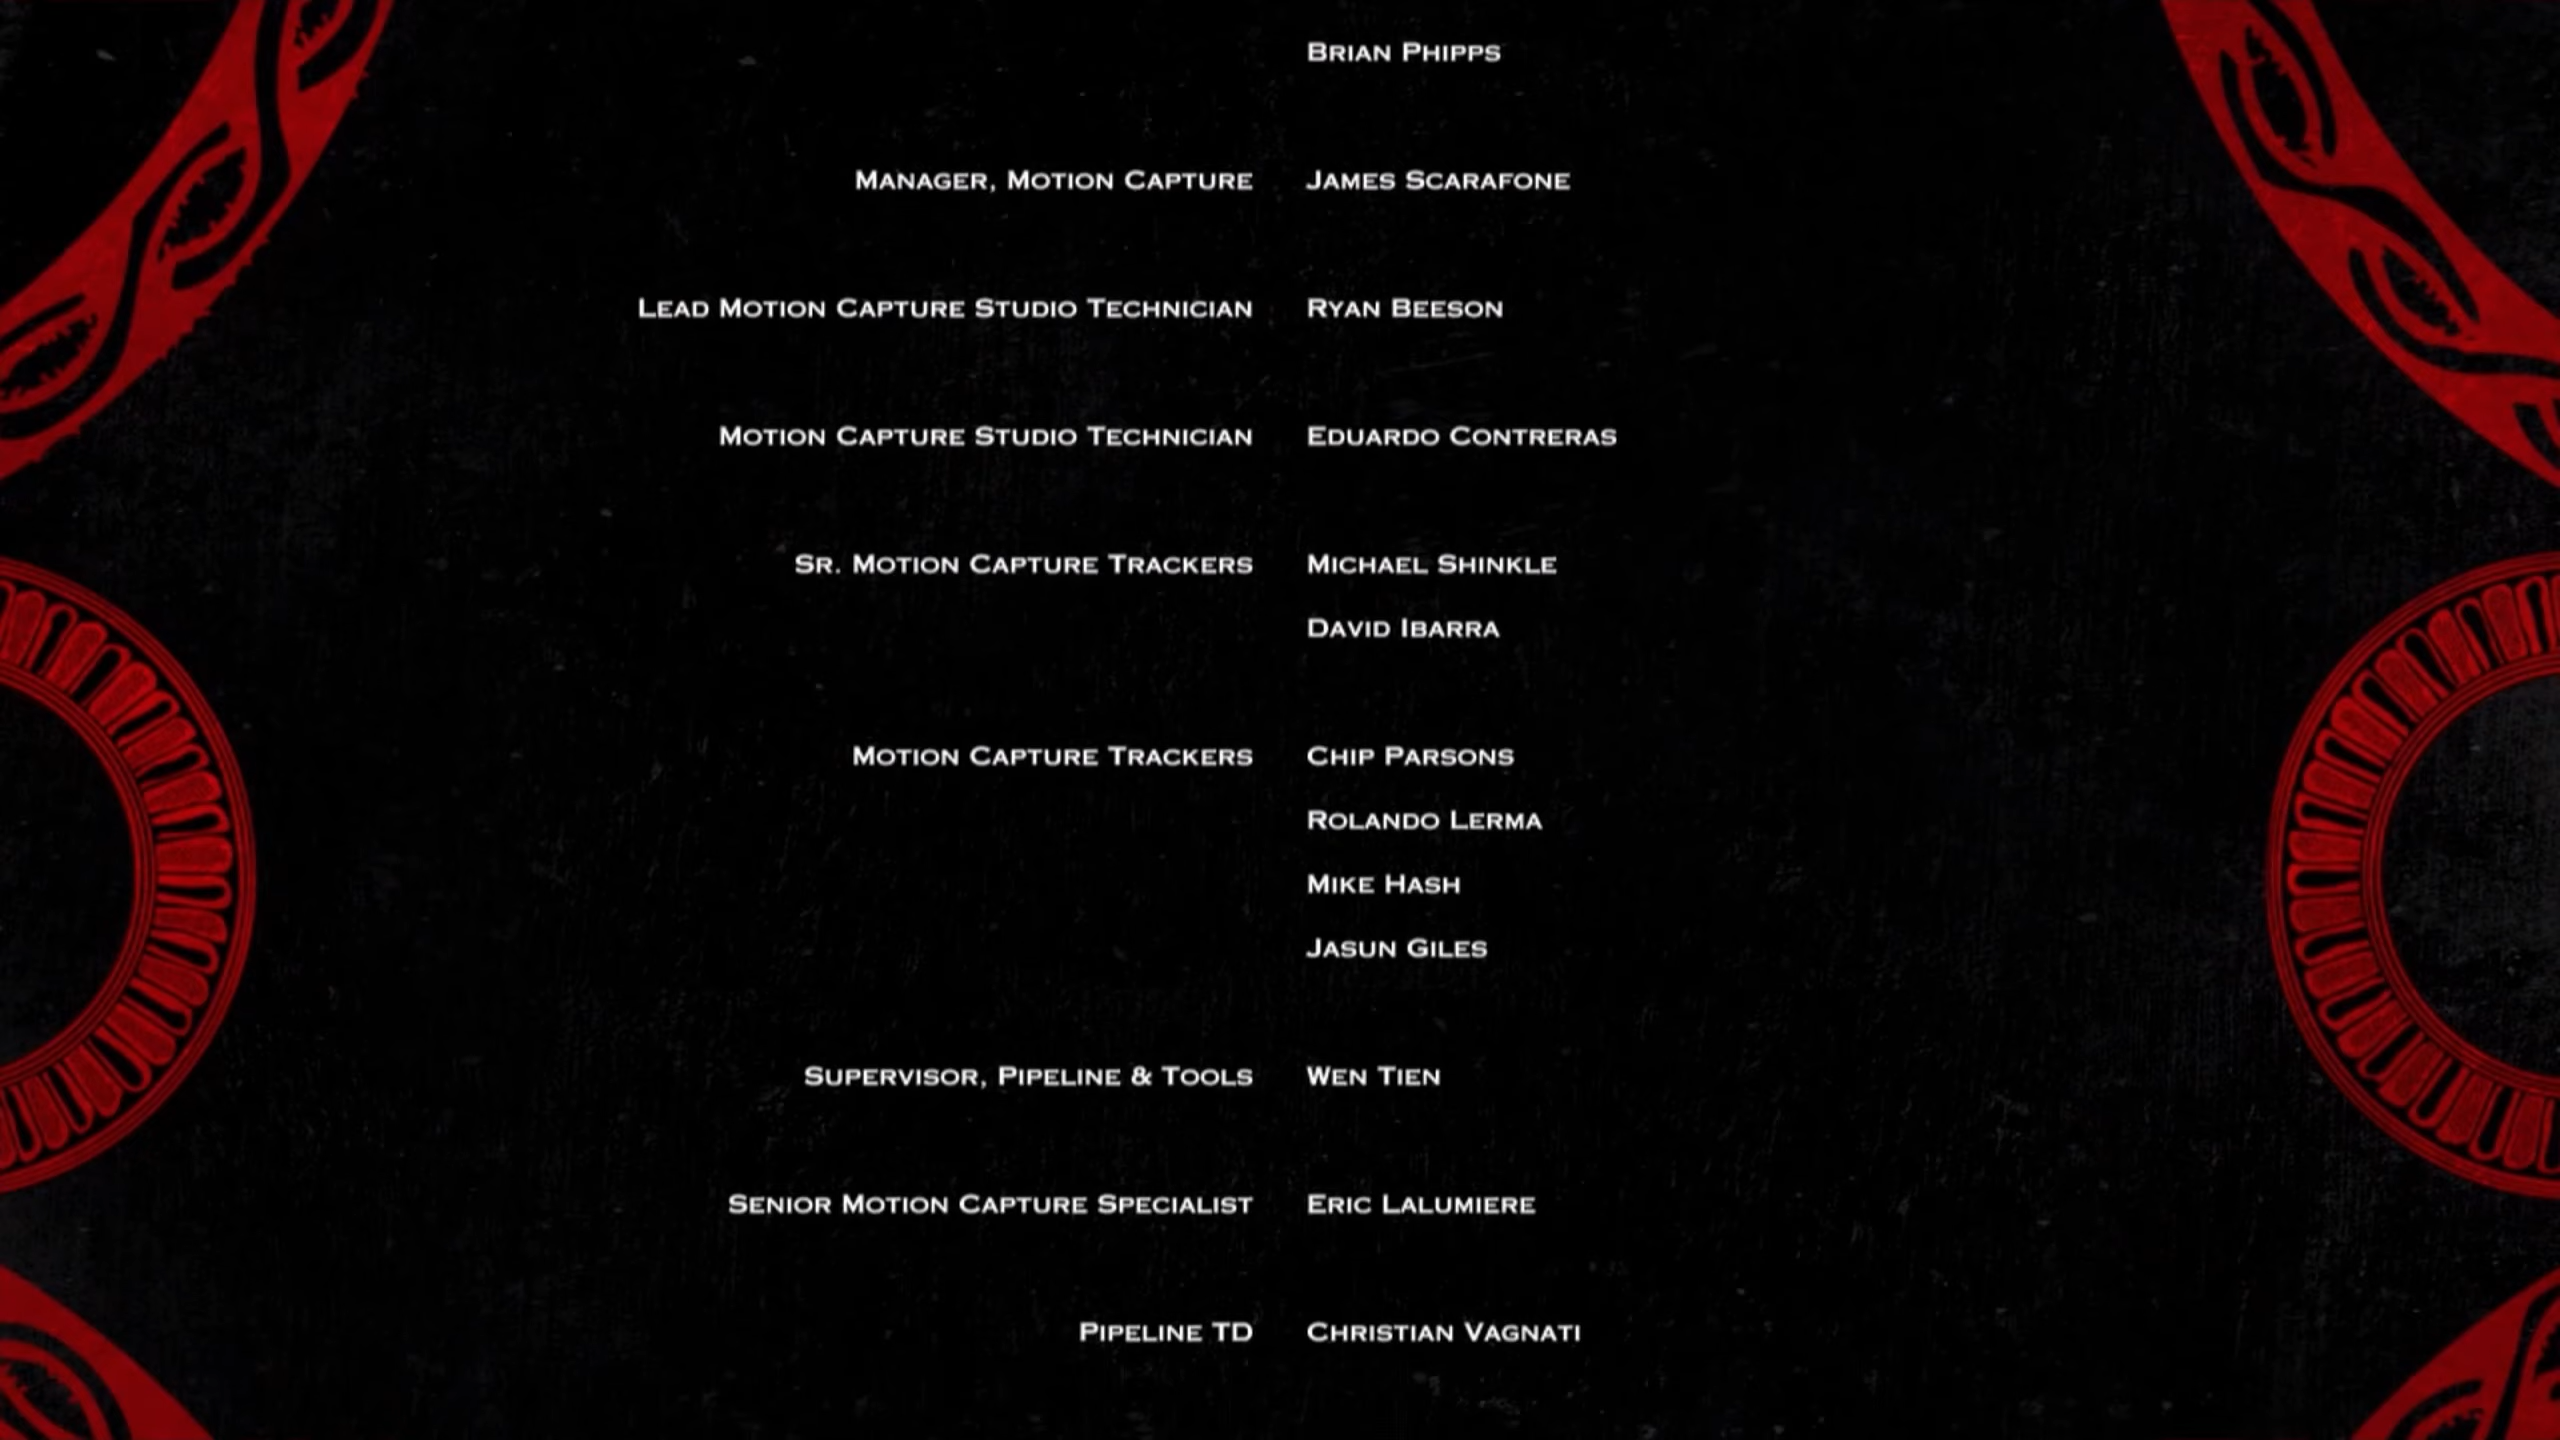 Brian Phipps
Manager, Motion Capture James Scarafone
Lead Motion Capture Studio Technician Ryan Beeson
Motion Capture Studio Technician Eduardo Contreras
Sr. Motion Capture Trackers Michael Shinkle
David Ibarra
Motion Capture Trackers Chip Parsons
Rolando Lerma
Mike Hash
Jasun Giles
Supervisor, Pipeline & Tools Wen Tien
Senior Motion Capture Specialist Eric Lalumiere
Pipeline TD Christian Vagnati